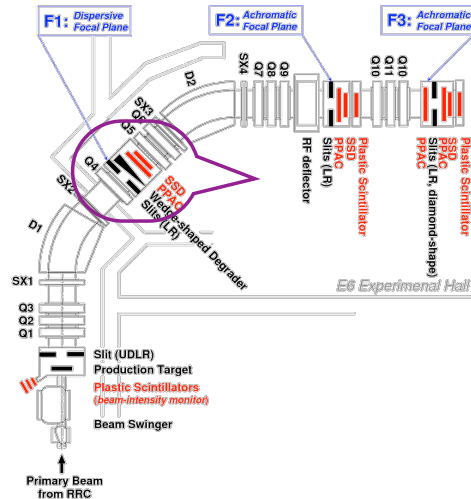 F1: Dispersive
Focal Plane
F2: Achromatic
Focal Plane
F3: Achromatic
Focal Plane
D2
SX4
Q7
Q8
Q9
Q10
Q11
Q10
SX3
Q6
Q5
Q4
SX2
SSD
PPAC
Wedge-shaped Degrader
Slits (LR)
RF deflector
Slits (LR)
PPAC
PPAC
SSD
Plastic Scintillator
PPAC
Slits (LR, diamond-shape)
PPAC
SSD
Plastic Scintillator
D1
SX1
E6 Experimenal Hall
Q3
Q2
Q1
Slit (UDLR)
Production Target
Plastic Scintillators
(beam-intensity monitor)
Beam Swinger
Primary Beam
from RRC